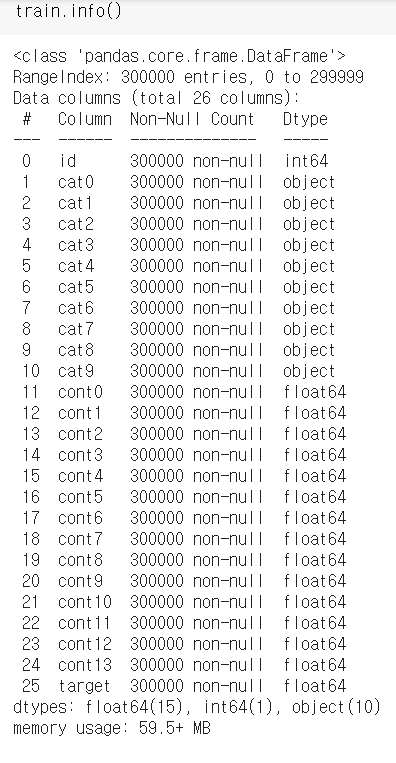 train.info()
<class 'pandas.core.frame.DataFrame'>
RangeIndex: 300000 entries, 0 to 299999
Data columns (total 26 columns):
 #   Column  Non-Null Count   Dtype
---  ------  --------------   -----
 0   id      300000 non-null  int64
 1   cat0    300000 non-null  object
 2   cat1    300000 non-null  object
 3   cat2    300000 non-null  object
 4   cat3    300000 non-null  object
 5   cat4    300000 non-null  object
 6   cat5    300000 non-null  object
 7   cat6    300000 non-null  object
 8   cat7    300000 non-null  object
 9   cat8    300000 non-null  object
 10  cat9    300000 non-null  object
 11  cont0   300000 non-null  float64
 12  cont1   300000 non-null  float64
 13  cont2   300000 non-null  float64
 14  cont3   300000 non-null  float64
 15  cont4   300000 non-null  float64
 16  cont5   300000 non-null  float64
 17  cont6   300000 non-null  float64
 18  cont7   300000 non-null  float64
 19  cont8   300000 non-null  float64
 20  cont9   300000 non-null  float64
 21  cont10  300000 non-null  float64
 22  cont11  300000 non-null  float64
 23  cont12  300000 non-null  float64
 24  cont13  300000 non-null  float64
 25  target  300000 non-null  float64
dtypes: float64(15), int64(1), object(10)
memory usage: 59.5+ MB